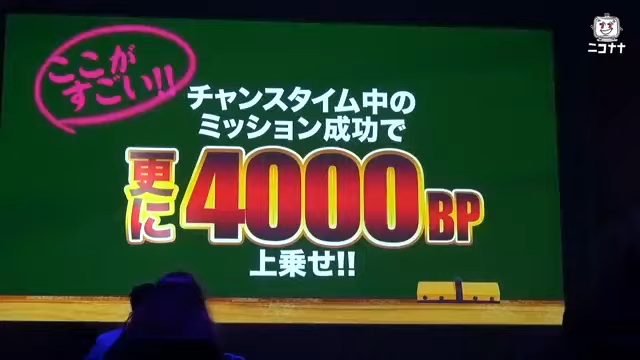 ここが
すごい!!
チャンスタイム中の
ミッション成功で
更に4000BP
上乗せ!!
ニコナナ